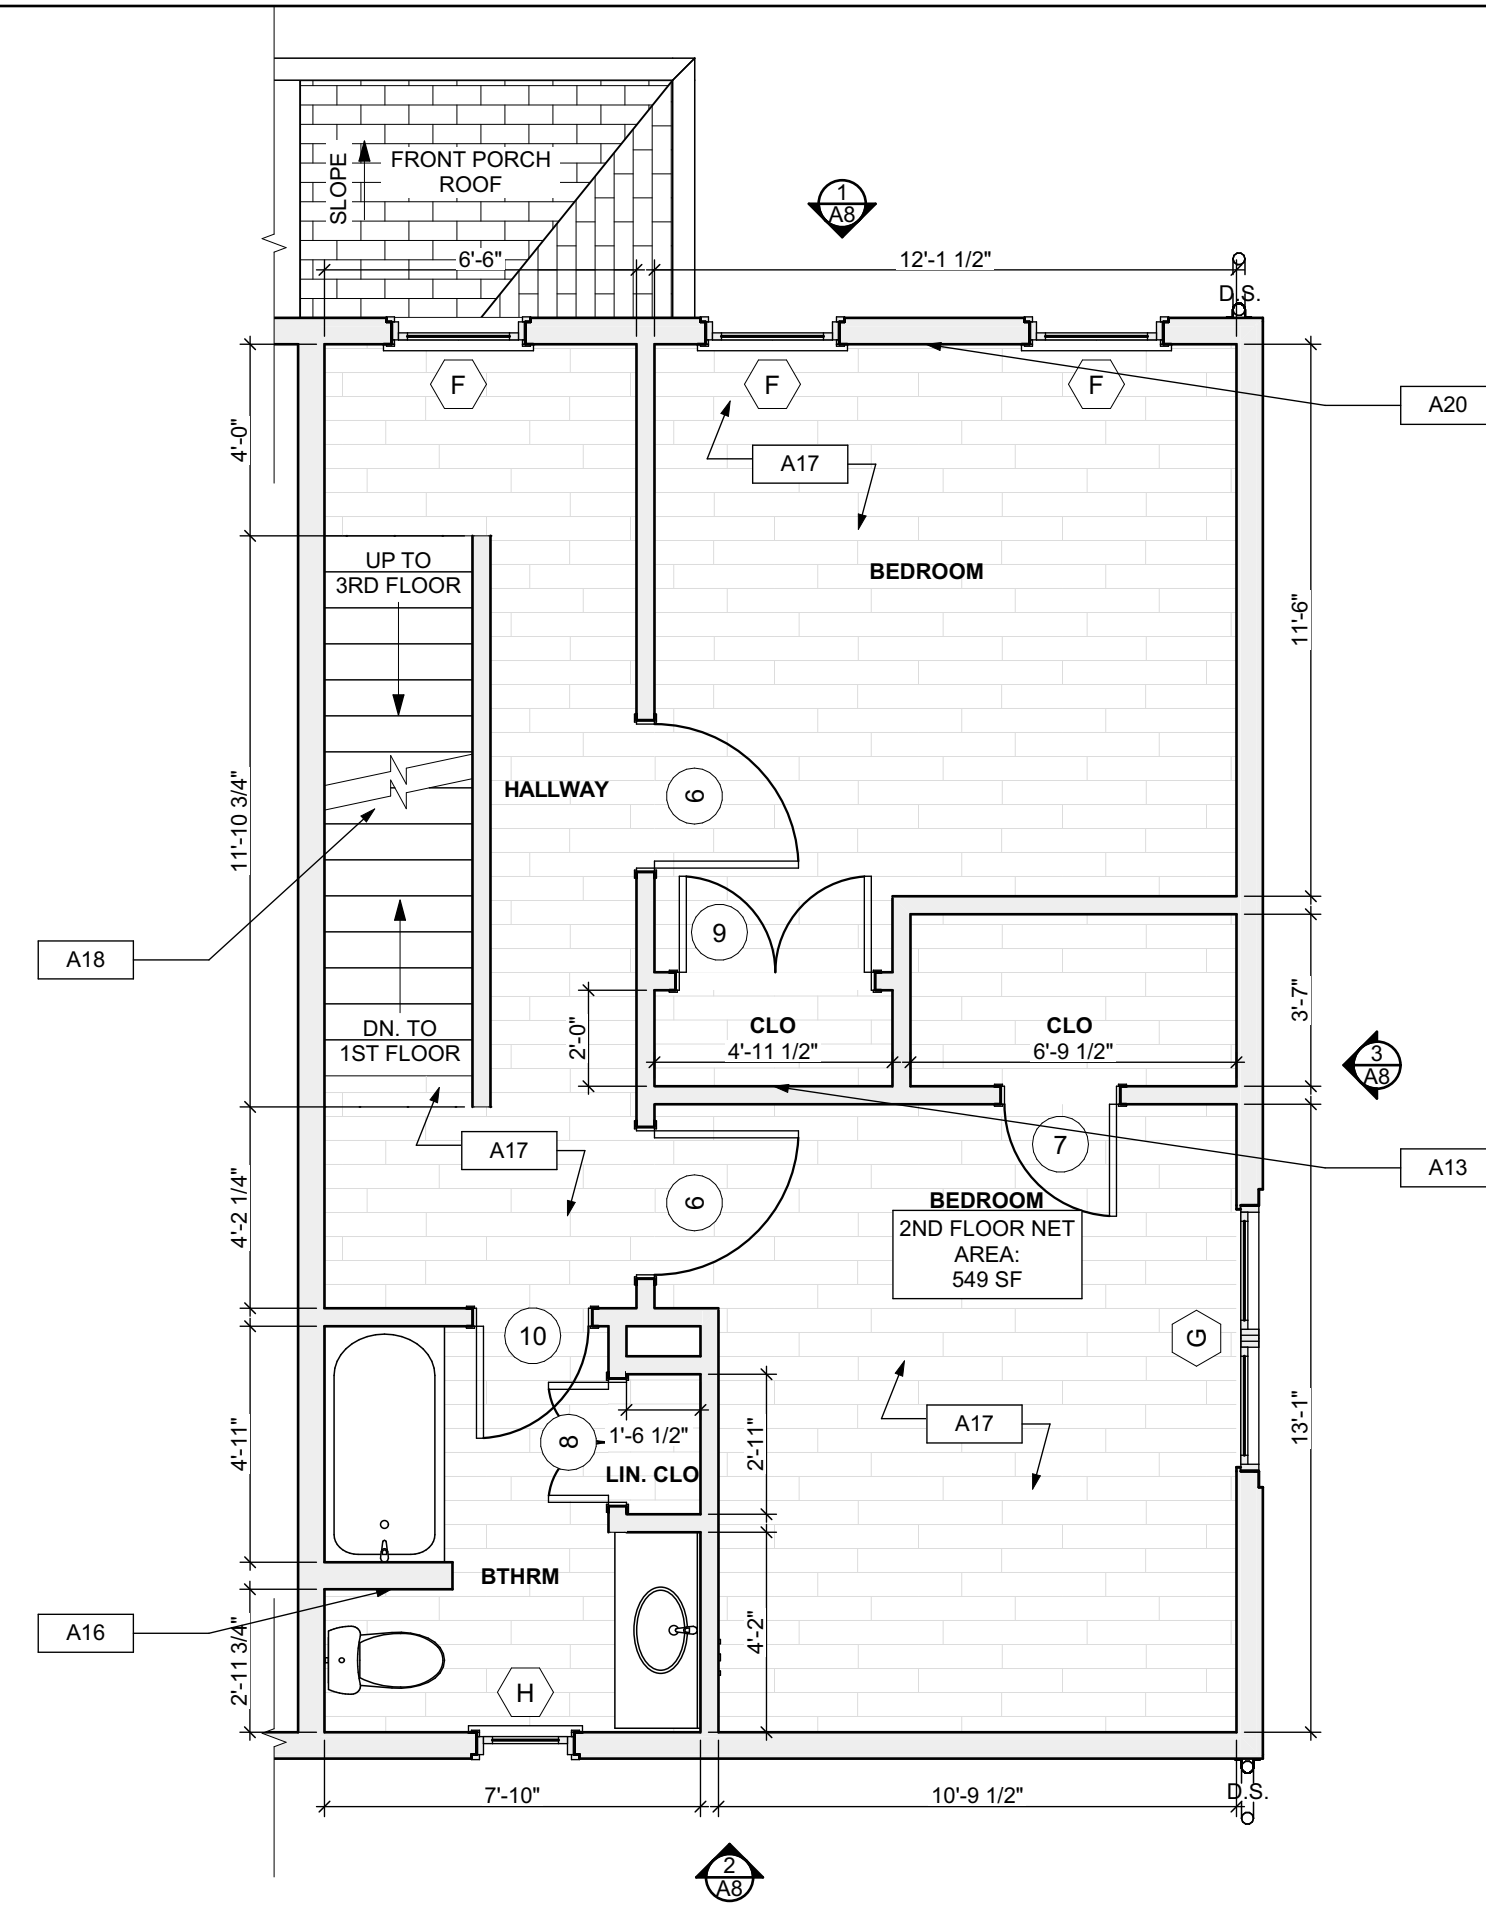 SLOPE
FRONT PORCH
ROOF
1
A8
6'-6"
12'-1 1/2"
D.S.
F
F
F
A20
A17
4'-0"
UP TO
3RD FLOOR
BEDROOM
11'-6"
HALLWAY
6
11'-10 3/4"
9
A18
DN. TO
1ST FLOOR
2'-0"
CLO
4'-11 1/2"
CLO
6'-9 1/2"
3'-7"
3
A8
A17
7
A13
4'-2 1/4"
6
BEDROOM
2ND FLOOR NET
AREA:
549 SF
10
G
4'-11"
8
1'-6 1/2"
LIN. CLO
2'-11"
A17
13'-1"
BTHRM
A16
2'-11 3/4"
4'-2"
H
7'-10"
10'-9 1/2"
D.S.
2
A8